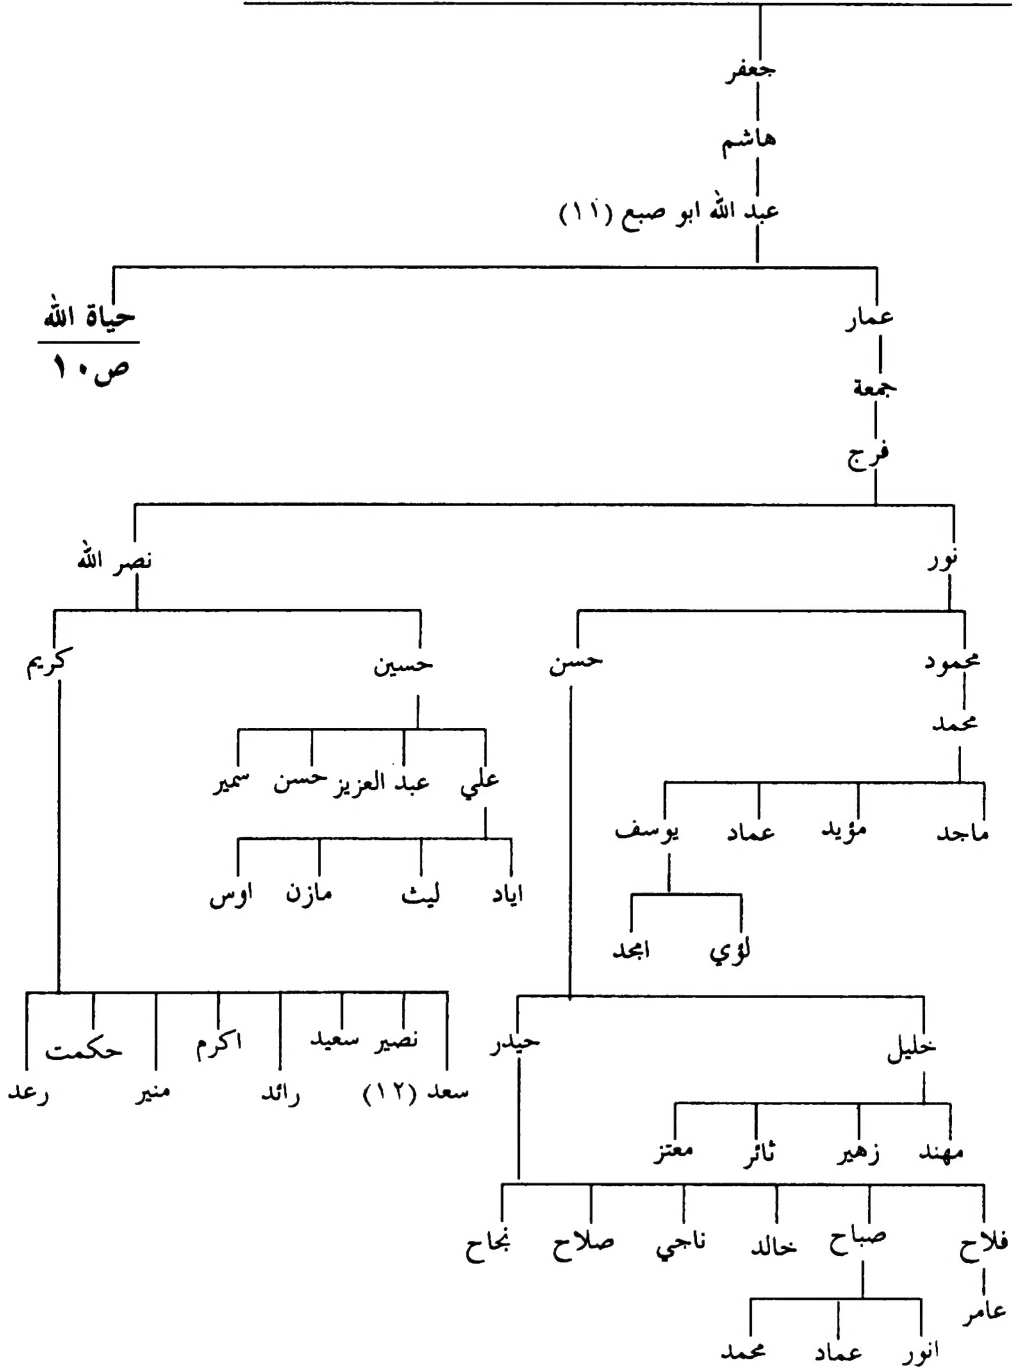 جعفر
هاشم
عبد الله ابو صبع (١١)
عمار
حياة الله
ص١٠
جمعة
فرج
نور
نصر الله
محمود
حسن
حسين
كريم
محمد
علي
عبد العزيز
حسن
سمير
ماجد
مؤيد
عماد
يوسف
اياد
ليث
مازن
اوس
لؤي
امجد
خليل
حيدر
نصير
سعيد
اكرم
حكمت
سعد (١٢)
رائد
منير
رعد
مهند
زهير
ثائر
معتز
فلاح
صباح
خالد
ناجي
صلاح
نجاح
عامر
انور
عماد
محمد